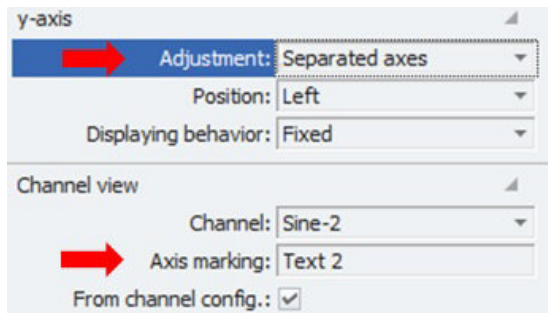 y-axis
Adjustment: Separated axes
Position: Left
Displaying behavior: Fixed
Channel view
Channel: Sine-2
Axis marking: Text 2
From channel config.: